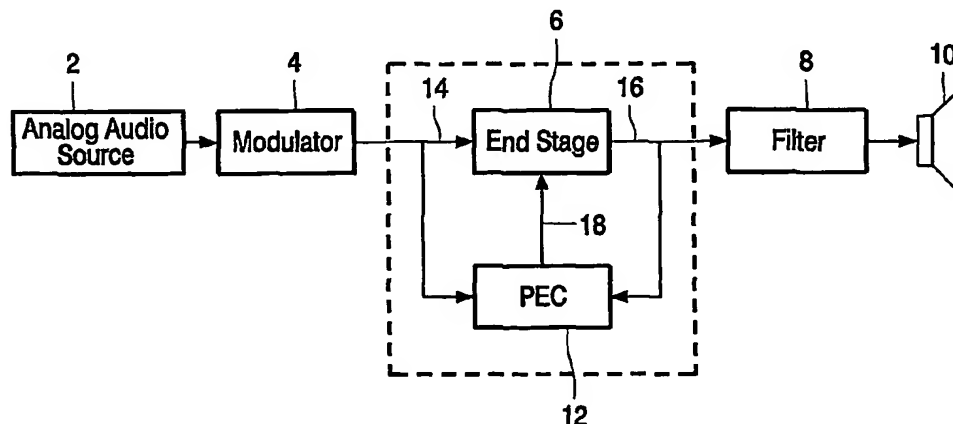 6
2
4
14
16
8
10
Analog Audio
Source
Modulator
End Stage
Filter
18
PEC
12